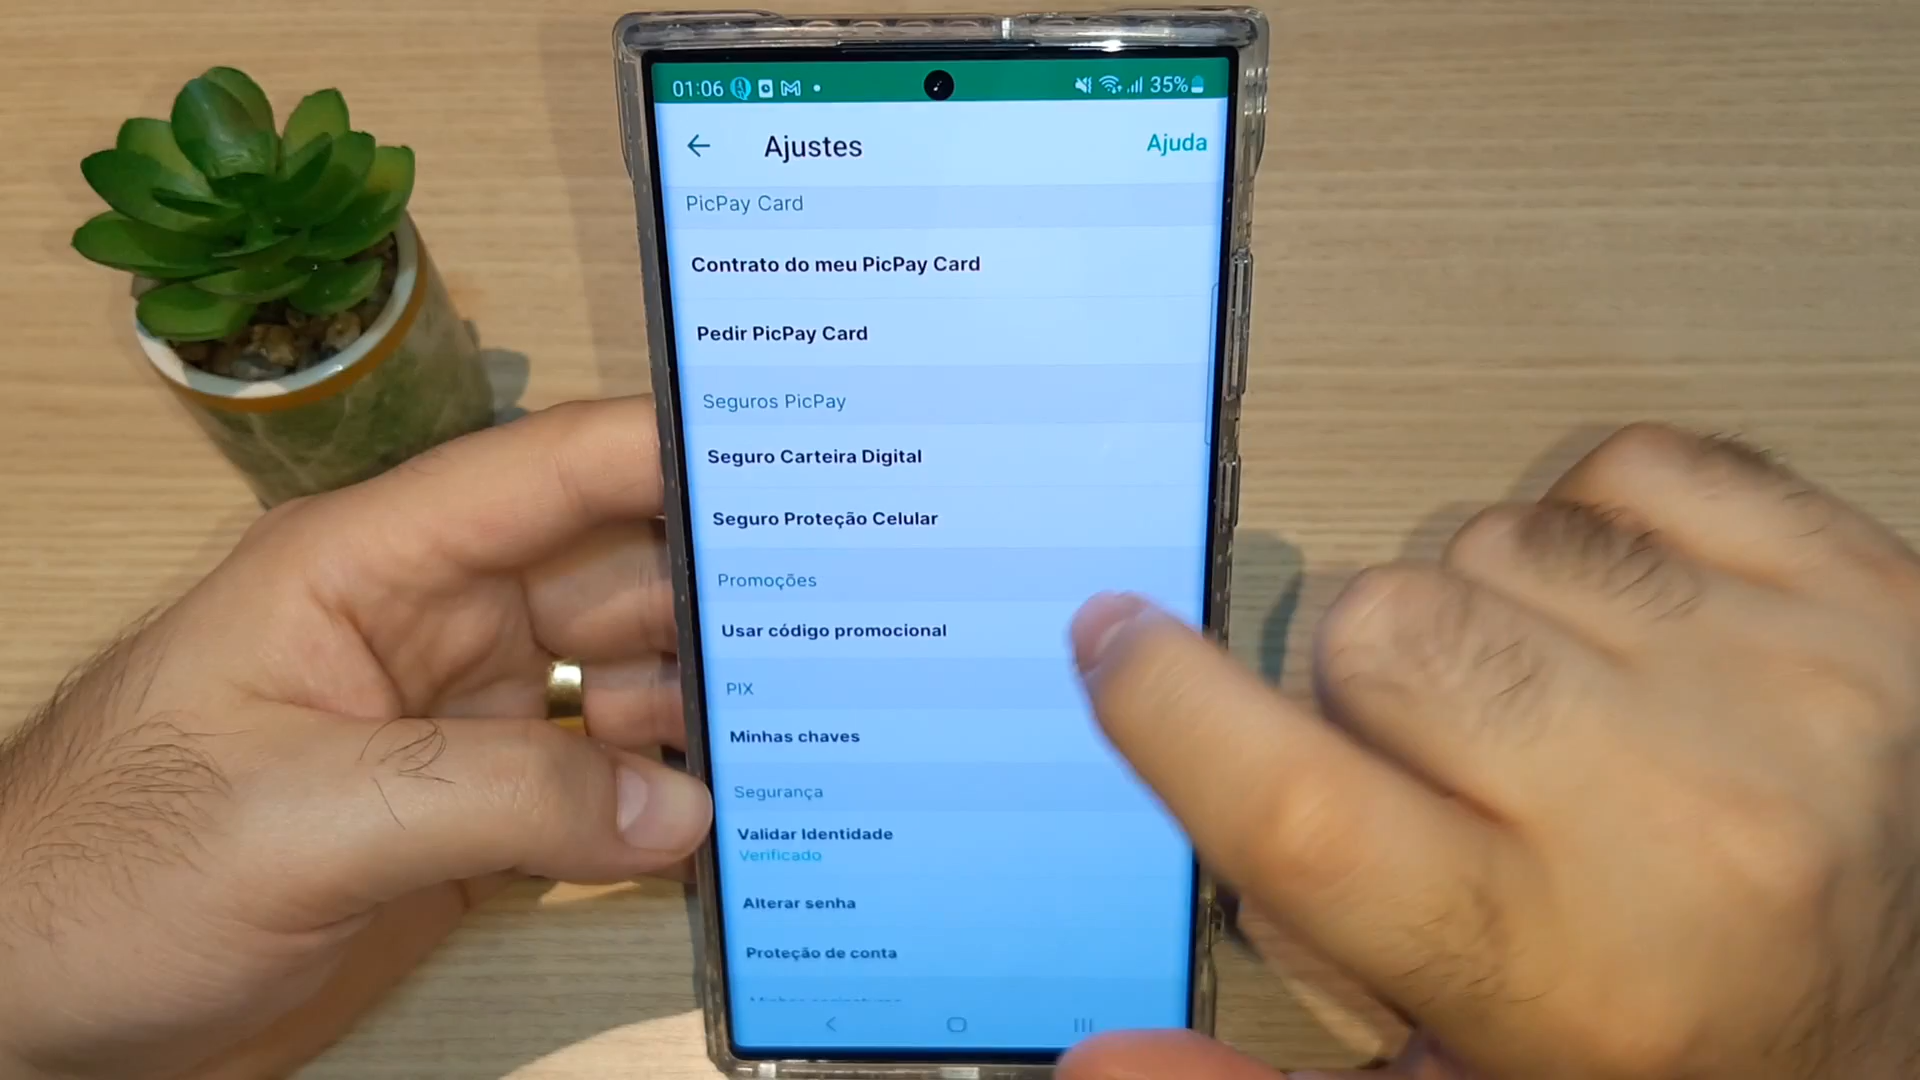 01:06 35%
Ajustes Ajuda
PicPay Card
Contrato do meu PicPay Card
Pedir PicPay Card
Seguros PicPay
Seguro Carteira Digital
Seguro Proteção Celular
Promoções
Usar código promocional
PIX
Minhas chaves
Segurança
Validar Identidade
Verificado
Alterar senha
Proteção de conta